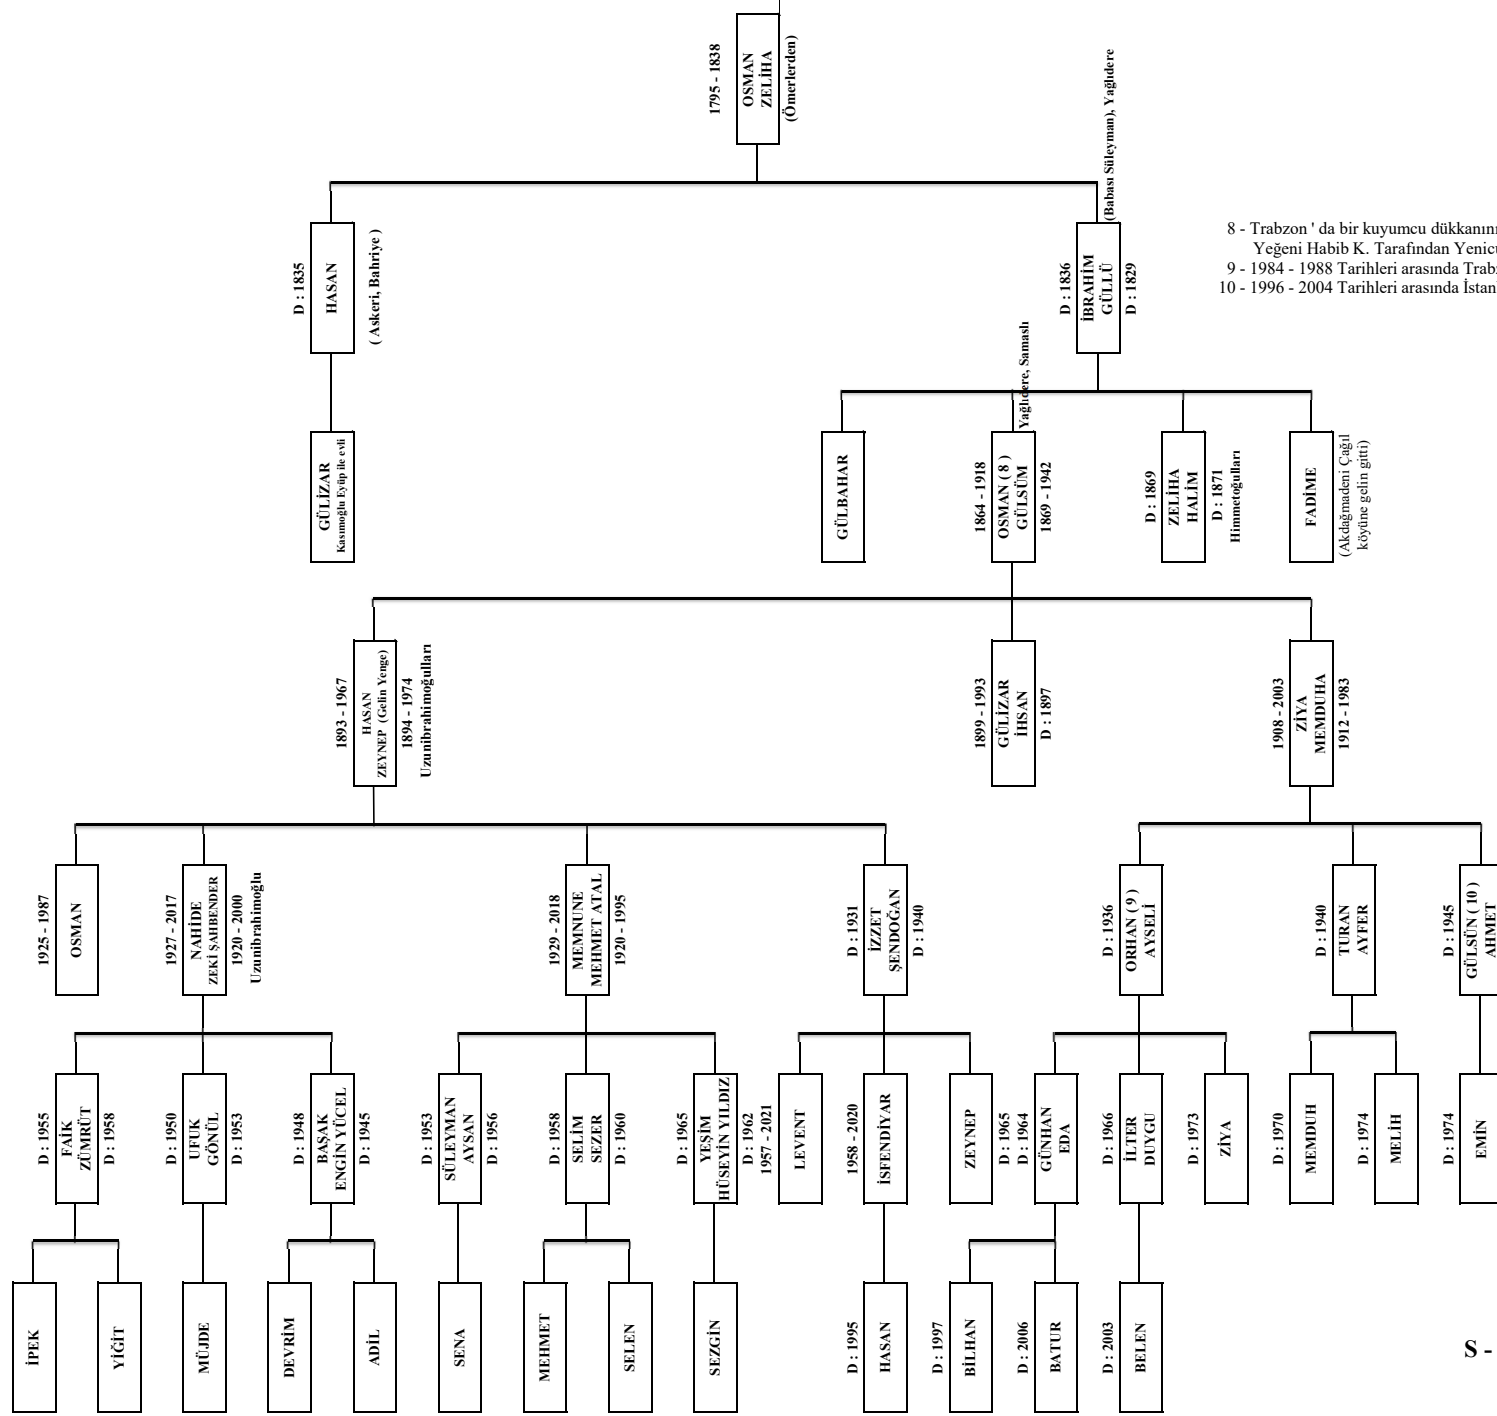 1795 - 1838
OSMAN
ZELİHA
(Ömerlerden)
D : 1835
HASAN
( Askeri, Bahriye )
D : 1836
İBRAHİM
GÜLLÜ
D : 1829
(Babası Süleyman), Yağlıdere
8 - Trabzon ' da bir kuyumcu dükkanını
Yeğeni Habib K. Tarafından Yenicu
9 - 1984 - 1988 Tarihleri arasında Trabz
10 - 1996 - 2004 Tarihleri arasında İstan
GÜLİZAR
Kasımoğlu Eyüp ile evli
GÜLBAHAR
1864 - 1918
OSMAN ( 8 )
GÜLSÜM
1869 - 1942
Yağlıdere, Samaslı
D : 1869
ZELİHA
HALİM
D : 1871
Himmetoğulları
FADİME
(Akdağmadeni Çağıl
köyüne gelin gitti)
1893 - 1967
HASAN
ZEYNEP (Gelin Yenge)
1894 - 1974
Uzunibrahimoğulları
1899 - 1993
GÜLİZAR
İHSAN
D : 1897
1908 - 2003
ZİYA
MEMDUHA
1912 - 1983
1925 - 1987
OSMAN
1927 - 2017
NAHİDE
ZEKİ ŞAHBENDER
1920 - 2000
Uzunibrahimoğlu
1929 - 2018
MEMNUNE
MEHMET ATAL
1920 - 1995
D : 1931
İZZET
ŞENDOĞAN
D : 1940
D : 1936
ORHAN ( 9 )
AYSELİ
D : 1940
TURAN
AYFER
D : 1945
GÜLSÜN ( 10 )
AHMET
D : 1955
FAİK
ZÜMRÜT
D : 1958
D : 1950
UFUK
GÖNÜL
D : 1953
D : 1948
BAŞAK
ENGİN YÜCEL
D : 1945
D : 1953
SÜLEYMAN
AYSAN
D : 1956
D : 1958
SELİM
SEZER
D : 1960
D : 1965
YEŞİM
HÜSEYİN YILDIZ
D : 1962
1957 - 2021
LEVENT
1958 - 2020
İSFENDİYAR
ZEYNEP
D : 1965
D : 1964
GÜNHAN
EDA
D : 1966
İLTER
DUYGU
D : 1973
ZİYA
D : 1970
MEMDUH
D : 1974
MELİH
D : 1974
EMİN
İPEK
YİĞİT
MÜJDE
DEVRİM
ADİL
SENA
MEHMET
SELEN
SEZGİN
D : 1995
HASAN
D : 1997
BİLHAN
D : 2006
BATUR
D : 2003
BELEN
S -